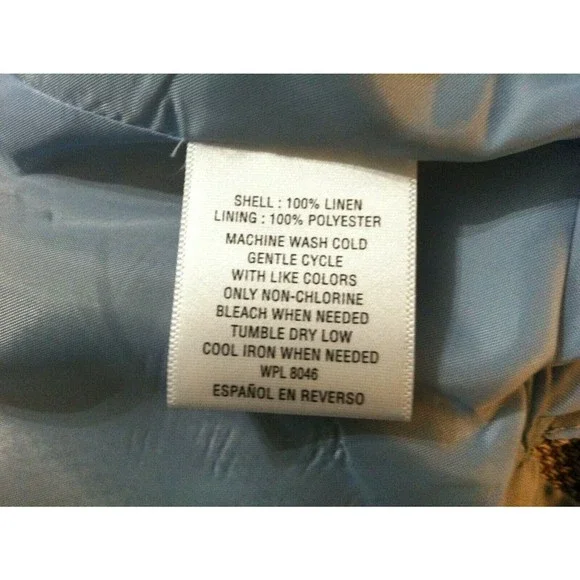 SHELL : 100% LINEN
LINING : 100% POLYESTER
MACHINE WASH COLD
GENTLE CYCLE
WITH LIKE COLORS
ONLY NON-CHLORINE
BLEACH WHEN NEEDED
TUMBLE DRY LOW
COOL IRON WHEN NEEDED
WPL 8046
ESPAÑOL EN REVERSO